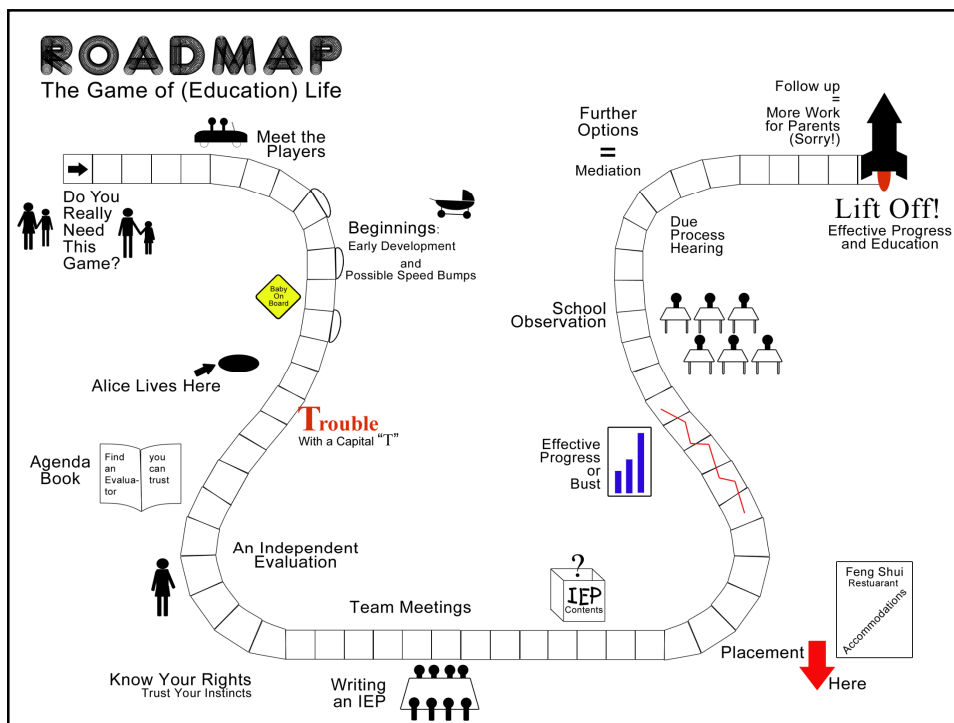 ROADMAP
The Game of (Education) Life
Meet the
Players
Do You
Really
Need
This
Game?
Beginnings:
Early Development
and
Possible Speed Bumps
Baby
On
Board
Alice Lives Here
Trouble
With a Capital “T”
Agenda
Book
Find
an
Evalua-
tor
you
can
trust
An Independent
Evaluation
Know Your Rights
Trust Your Instincts
Team Meetings
Writing
an IEP
?
IEP
Contents
Placement
Here
Feng Shui
Restuarant
Accommodations
Effective
Progress
or
Bust
School
Observation
Due
Process
Hearing
Further
Options
=
Mediation
Follow up
=
More Work
for Parents
(Sorry!)
Lift Off!
Effective Progress
and Education